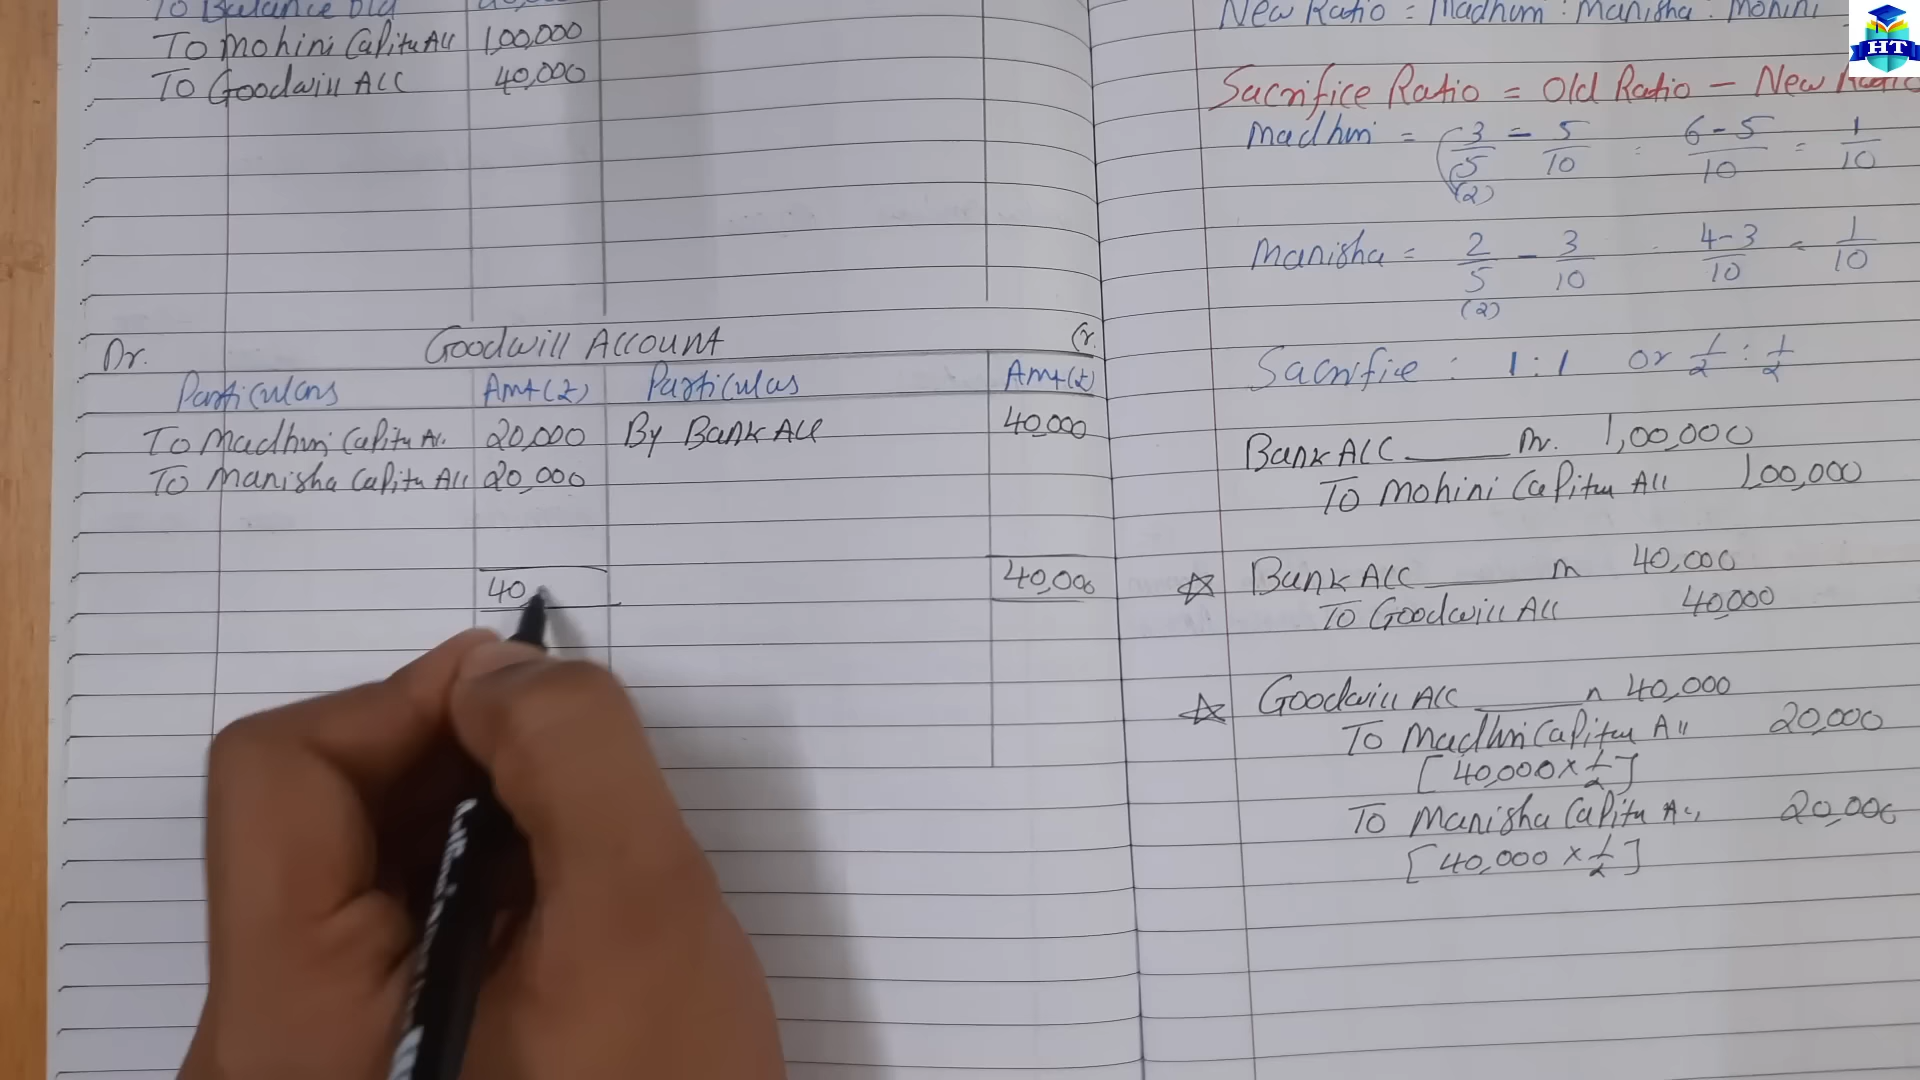 To Balance b/d
To Mohini Capital A/c 1,00,000
To Goodwill A/c 40,000
Goodwill Account
Dr. Cr.
Particulars Amt(₹) Particulas Amt(₹)
To Madhuri Capital A/c 20,000 By Bank A/c 40,000
To Manisha Capital A/c 20,000
40, 40,000
New Ratio = Madhuri : Manisha : Mohini
HT
Sacrifice Ratio = Old Ratio - New Ratio
Madhuri = 3/5 - 5/10 = 6-5/10 = 1/10
(2)
Manisha = 2/5 - 3/10 = 4-3/10 = 1/10
(2)
Sacrifice : 1:1 or 1/2 : 1/2
Bank A/c Dr. 1,00,000
To Mohini Capital A/c 1,00,000
☆ Bank A/c Dr 40,000
To Goodwill A/c 40,000
☆ Goodwill A/c Dr 40,000
To Madhuri Capital A/c 20,000
[40,000 × 1/2]
To Manisha Capital A/c 20,000
[40,000 × 1/2]